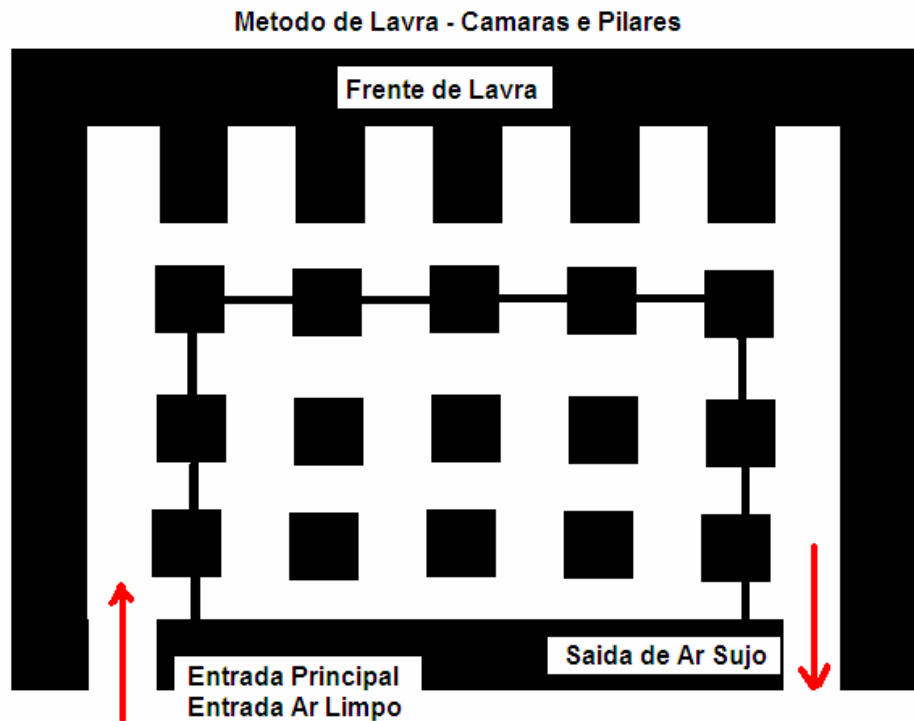 Metodo de Lavra - Camaras e Pilares
Frente de Lavra
Saida de Ar Sujo
Entrada Principal
Entrada Ar Limpo